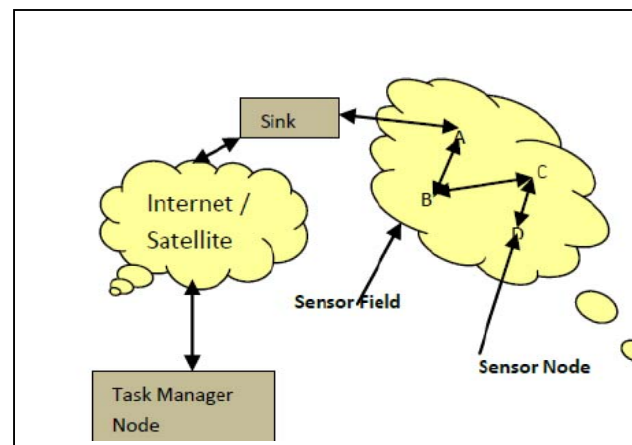 Sink
A
C
B
D
Internet /
Satellite
Sensor Field
Sensor Node
Task Manager
Node